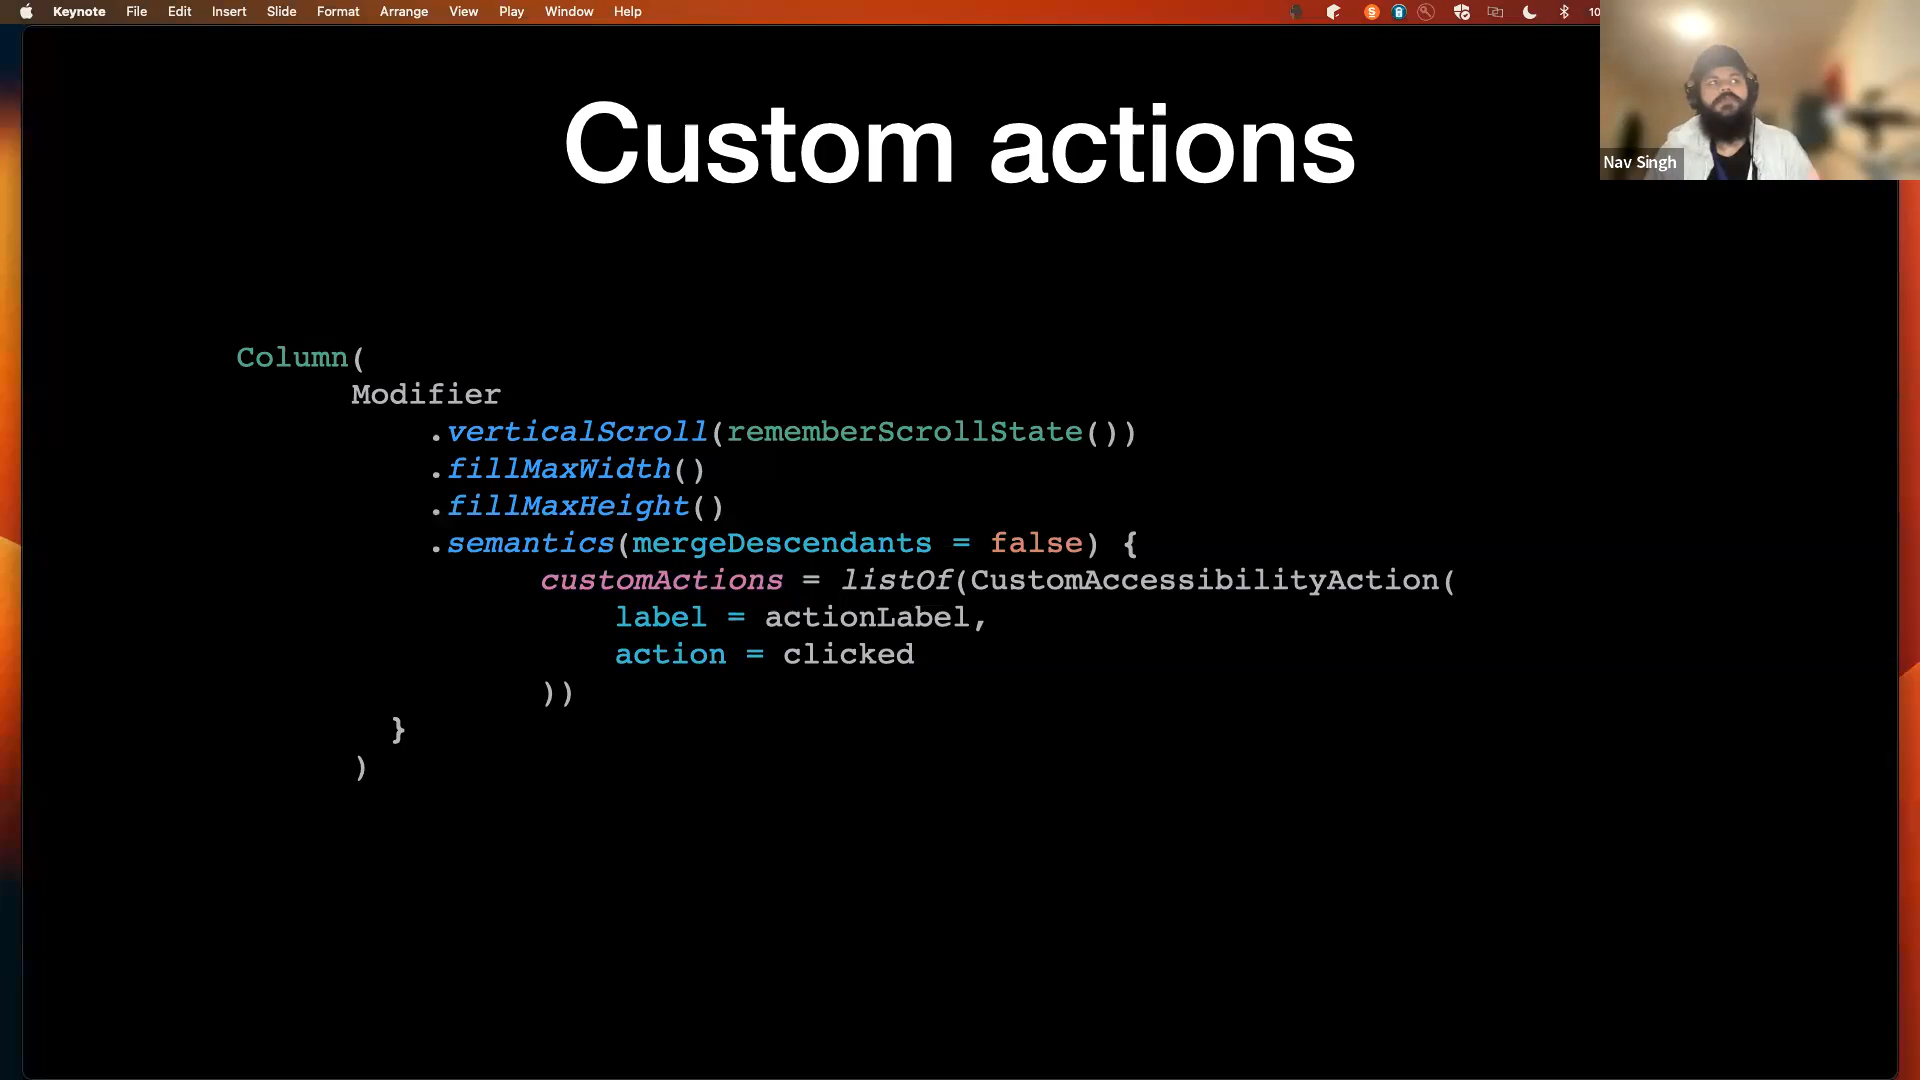 Keynote File Edit Insert Slide Format Arrange View Play Window Help 10
Nav Singh
Custom actions
Column(
Modifier
.verticalScroll(rememberScrollState())
.fillMaxWidth()
.fillMaxHeight()
.semantics(mergeDescendants = false) {
customActions = listOf(CustomAccessibilityAction(
label = actionLabel,
action = clicked
))
}
)